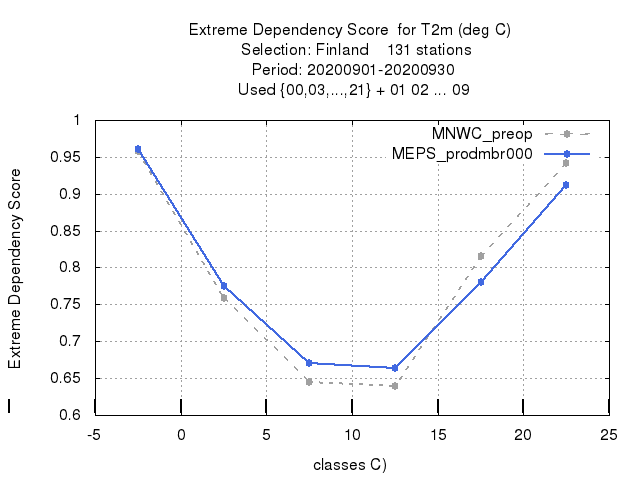 Extreme Dependency Score  for T2m (deg C)
Selection: Finland    131 stations
Period: 20200901-20200930
Used {00,03,...,21} + 01 02 ... 09
MNWC_preop
MEPS_prodmbr000
Extreme Dependency Score
1
0.95
0.9
0.85
0.8
0.75
0.7
0.65
0.6
-5 0 5 10 15 20 25
classes C)